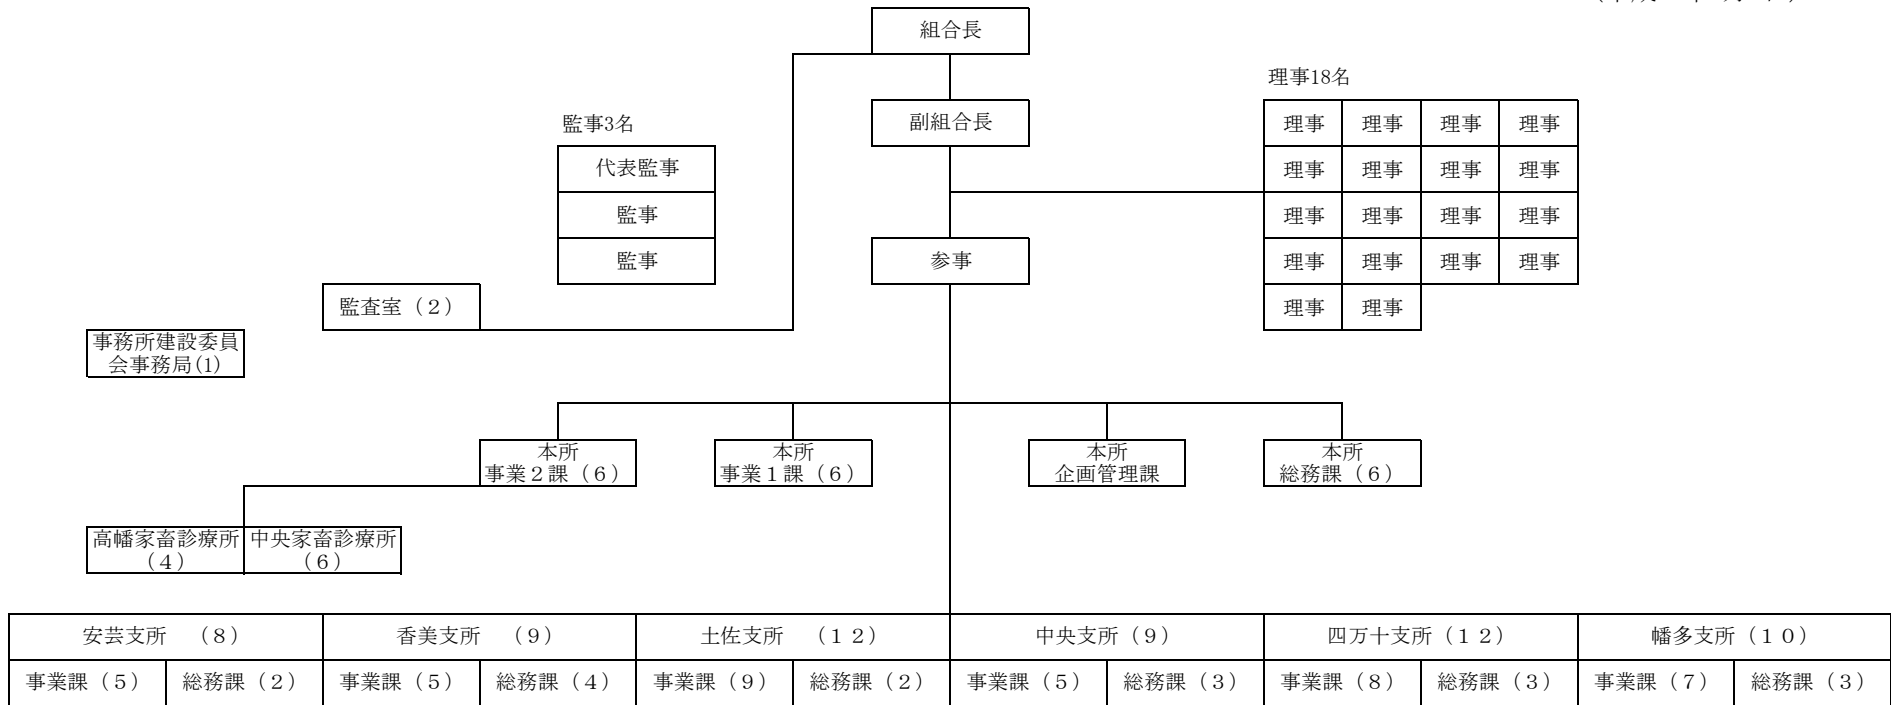 組合長
理事18名
監事3名
副組合長
理事 理事 理事 理事
代表監事
理事 理事 理事 理事
監事
理事 理事 理事 理事
監事
参事
理事 理事 理事 理事
監査室（２）
理事 理事
事務所建設委員
会事務局(1)
本所
事業２課（６）
本所
事業１課（６）
本所
企画管理課
本所
総務課（６）
高幡家畜診療所
（４）
中央家畜診療所
（６）
安芸支所　（８） 香美支所　（９） 土佐支所　（１２） 中央支所（９） 四万十支所（１２） 幡多支所（１０）
事業課（５） 総務課（２） 事業課（５） 総務課（４） 事業課（９） 総務課（２） 事業課（５） 総務課（３） 事業課（８） 総務課（３） 事業課（７） 総務課（３）